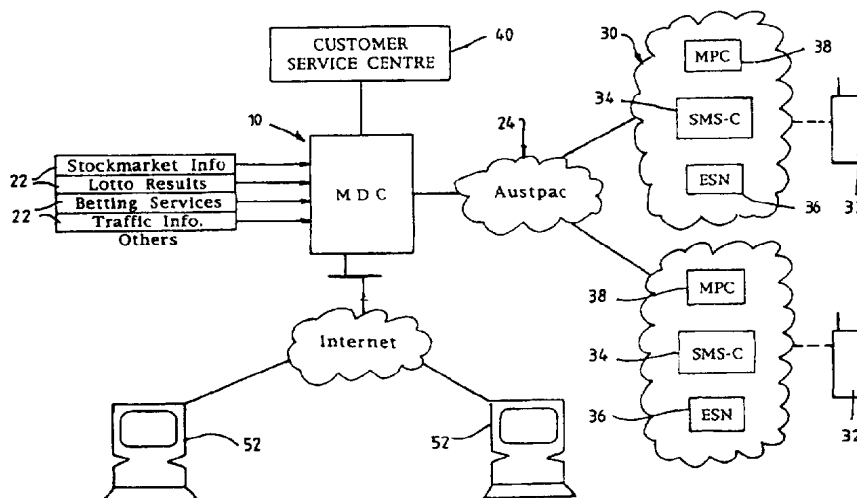 CUSTOMER
SERVICE CENTRE
40
30
MPC
38
34
SMS-C
10
24
22
Stockmarket Info
Lotto Results
22
Betting Services
Traffic Info.
Others
MDC
Austpac
ESN
36
38
MPC
Internet
34
SMS-C
52
52
36
ESN
32